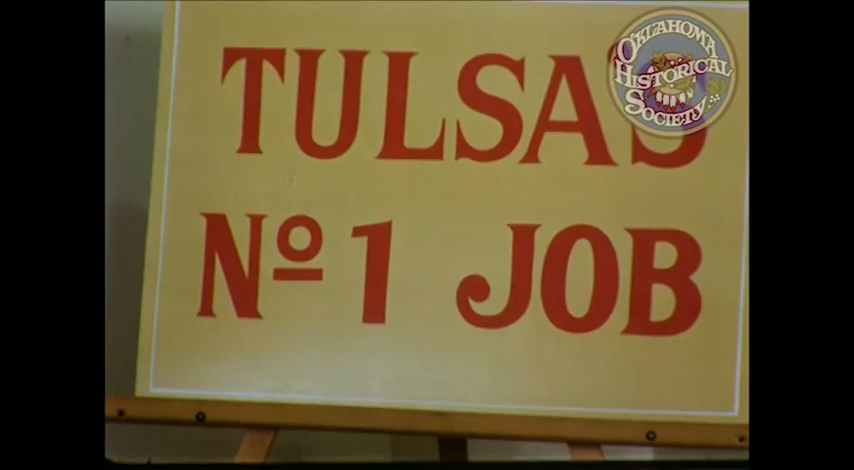 TULSA'S
Nº 1 JOB
OKLAHOMA
HISTORICAL
SOCIETY